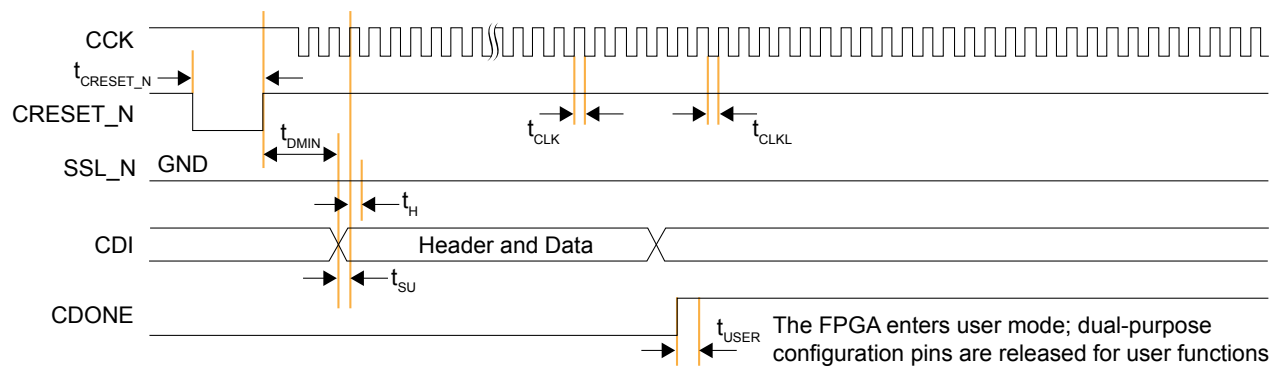 CCK
tCRESET_N
CRESET_N
tDMIN
tCLK
tCLKL
SSL_N
GND
tH
CDI
Header and Data
tSU
CDONE
tUSER
The FPGA enters user mode; dual-purpose
configuration pins are released for user functions